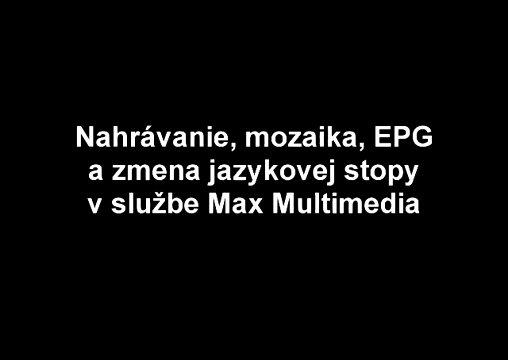 Nahrávanie, mozaika, EPG
a zmena jazykovej stopy
v službe Max Multimedia